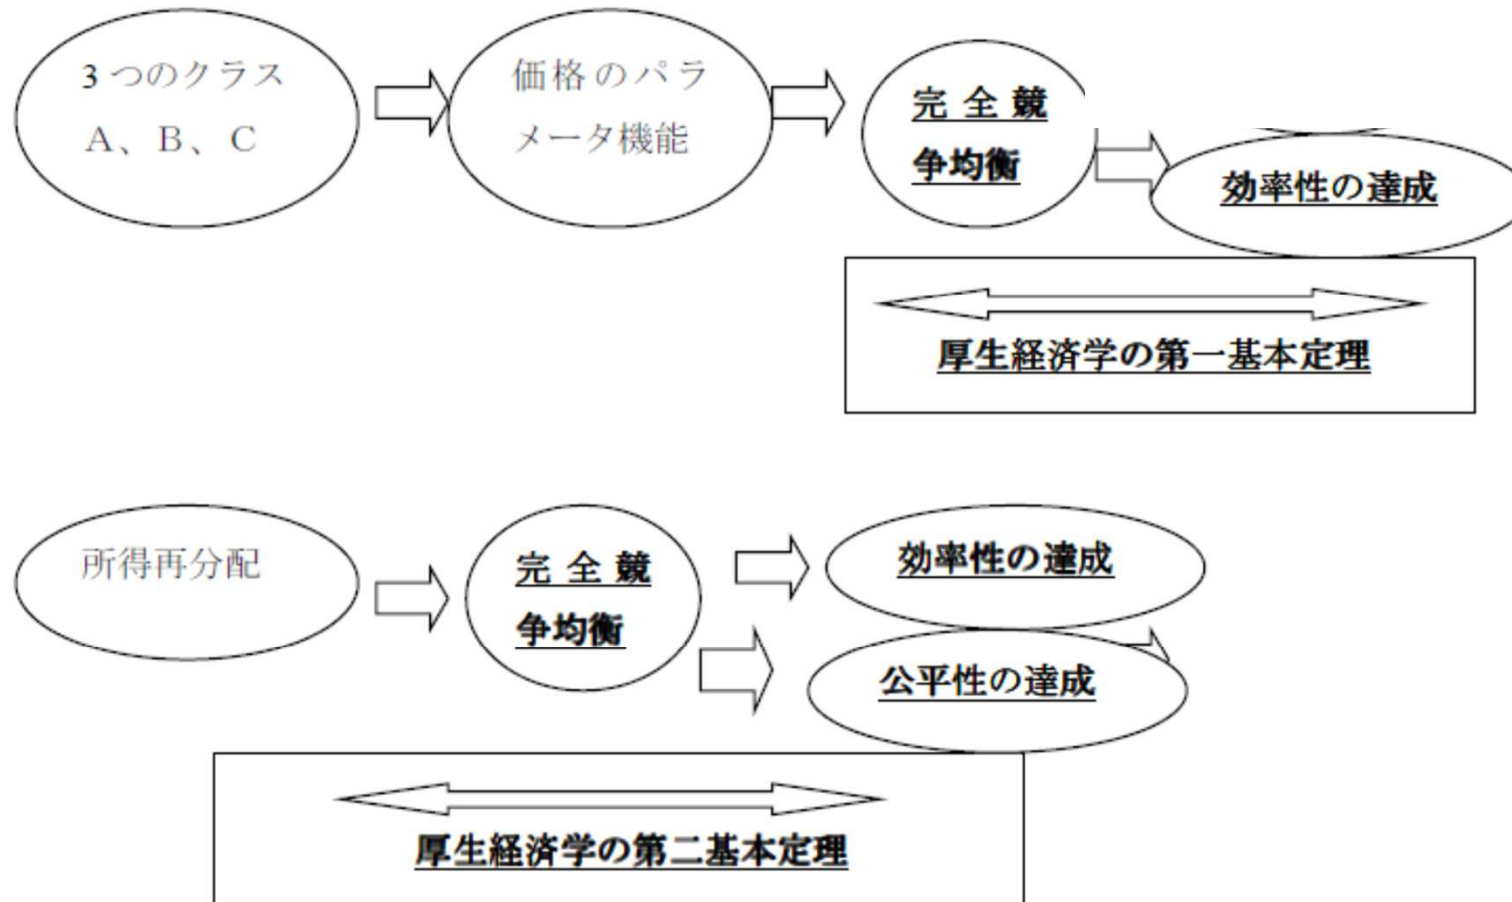 3つのクラス
A、B、C
価格のパラ
メータ機能
完全競
争均衡
効率性の達成
厚生経済学の第一基本定理
所得再分配
完全競
争均衡
効率性の達成
公平性の達成
厚生経済学の第二基本定理